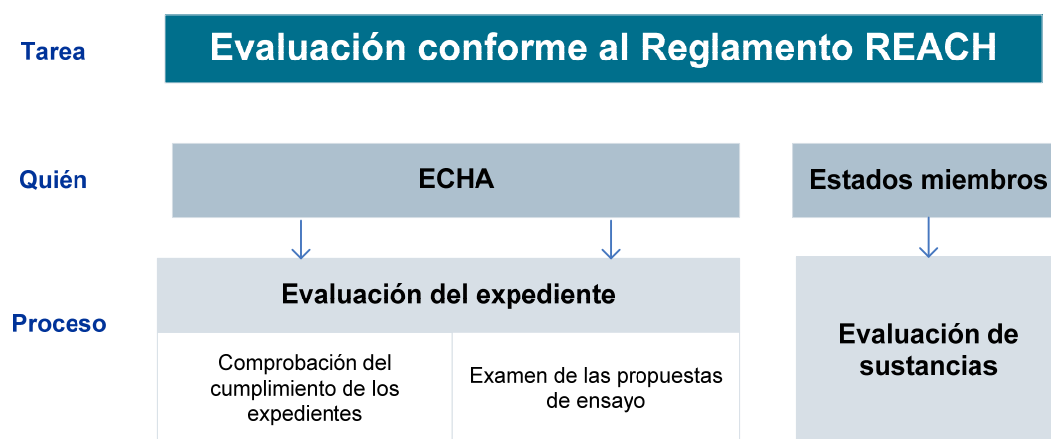 Tarea
Evaluación conforme al Reglamento REACH
Quién
ECHA
Estados miembros
Proceso
Evaluación del expediente
Comprobación del
cumplimiento de los
expedientes
Examen de las propuestas
de ensayo
Evaluación de
sustancias